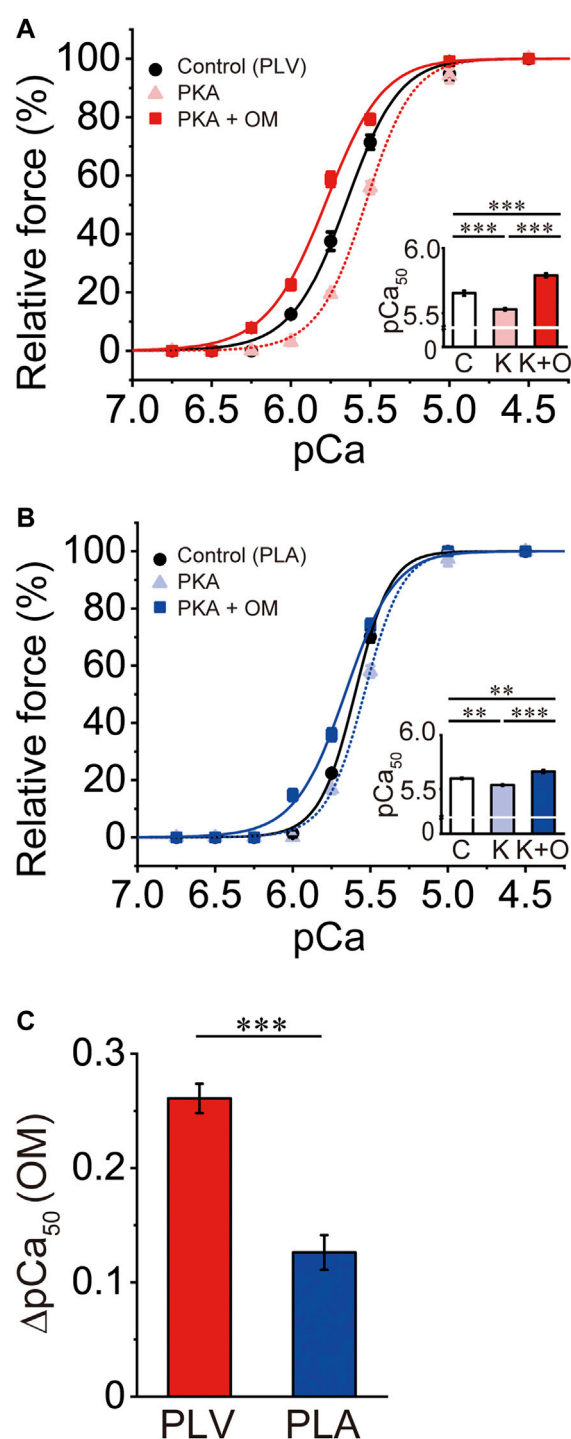 A
100
80
60
40
20
0
Relative force (%)
Control (PLV)
PKA
PKA + OM
***
*** ***
6.0
5.5
0
pCa50
C K K+O
7.0 6.5 6.0 5.5 5.0 4.5
pCa
B
100
80
60
40
20
0
Relative force (%)
Control (PLA)
PKA
PKA + OM
**
** ***
6.0
5.5
0
pCa50
C K K+O
7.0 6.5 6.0 5.5 5.0 4.5
pCa
C
***
0.3
0.2
0.1
0
ΔpCa50 (OM)
PLV PLA